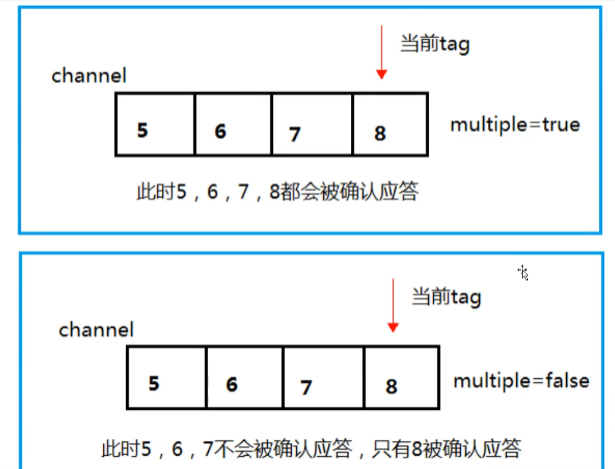 当前tag
channel
5 6 7 8 multiple=true
此时5，6，7，8都会被确认应答
当前tag
channel
5 6 7 8 multiple=false
此时5，6，7不会被确认应答，只有8被确认应答